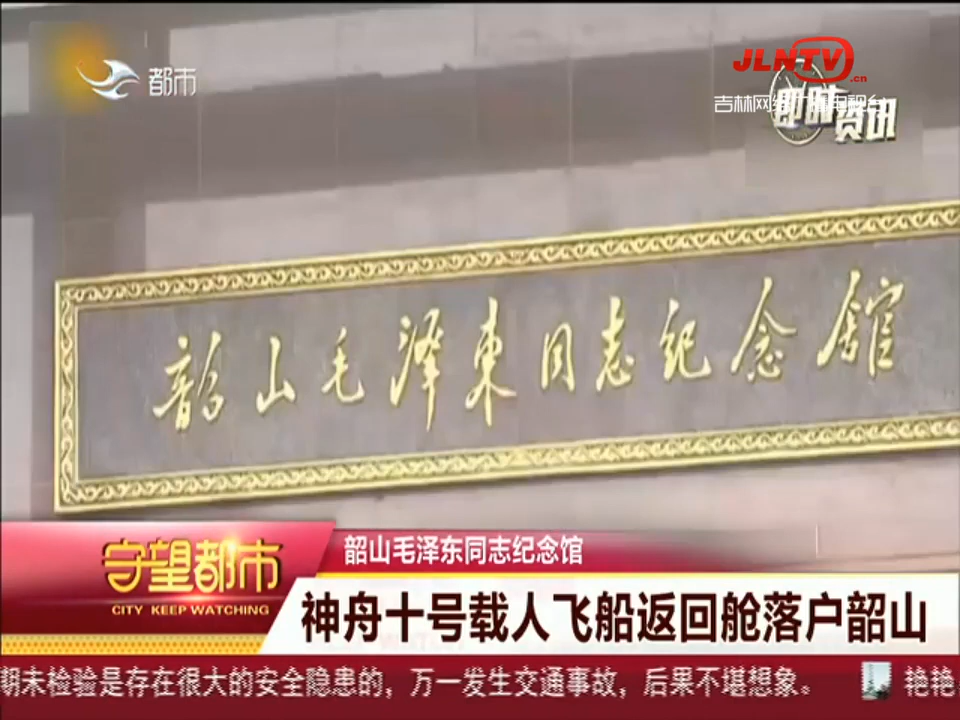 都市
JLNTV.cn
吉林网络广播电视台
即时资讯
韶山毛泽东同志纪念馆
守望都市
CITY KEEP WATCHING
韶山毛泽东同志纪念馆
神舟十号载人飞船返回舱落户韶山
期未检验是存在很大的安全隐患的，万一发生交通事故，后果不堪想象。 艳艳